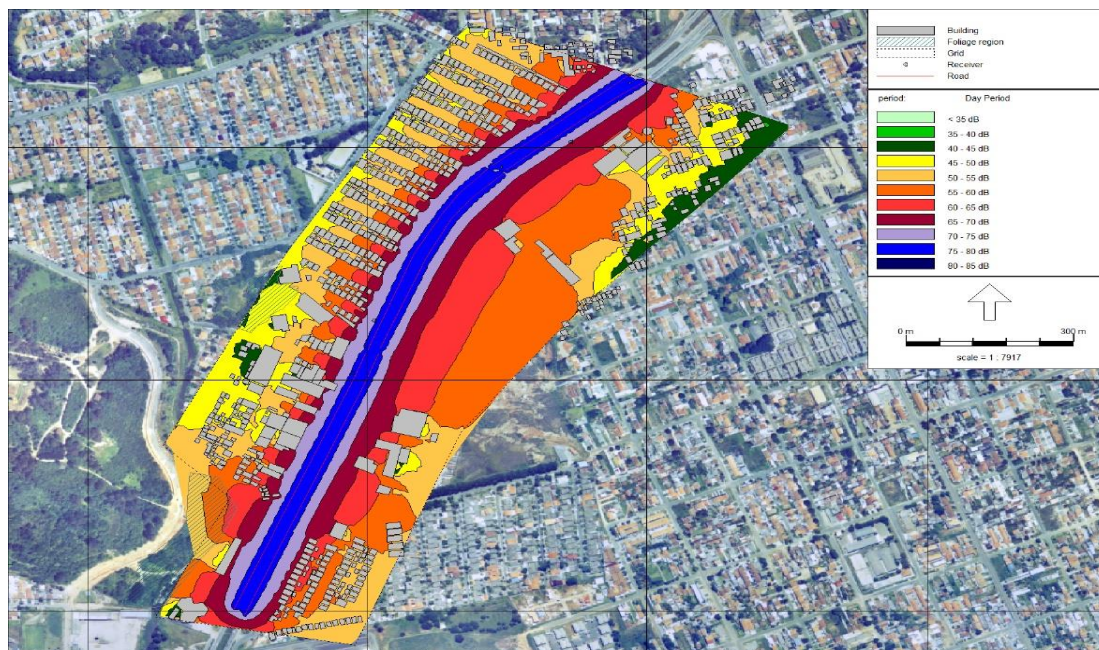 Building
Foliage region
Grid
Receiver
Road
period: Day Period
< 35 dB
35 - 40 dB
40 - 45 dB
45 - 50 dB
50 - 55 dB
55 - 60 dB
60 - 65 dB
65 - 70 dB
70 - 75 dB
75 - 80 dB
80 - 85 dB
0 m 300 m
scale = 1 : 7917